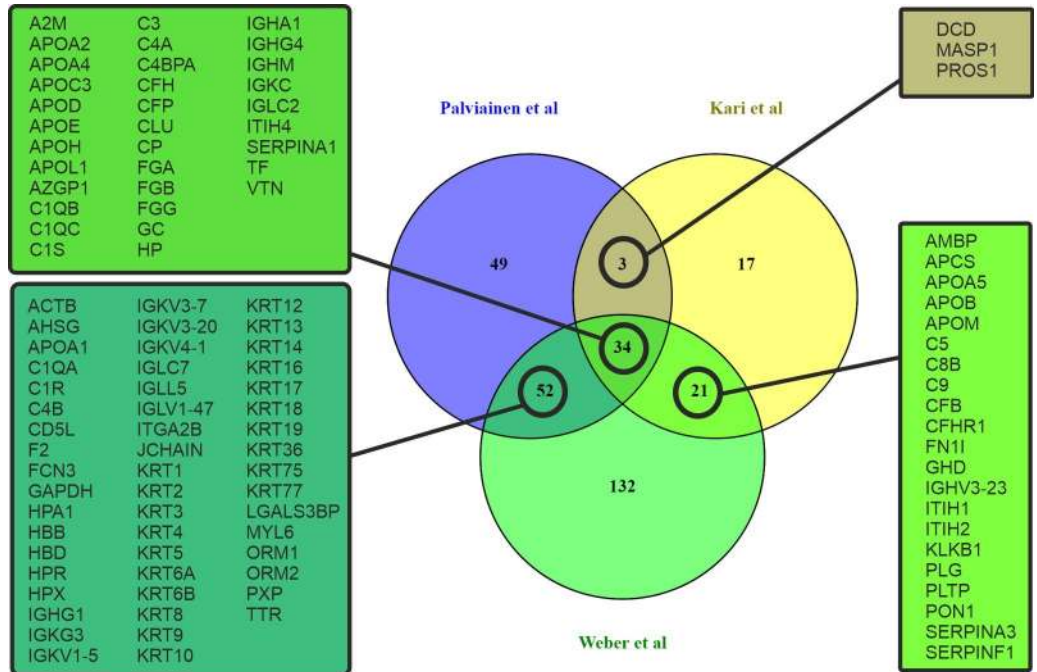 A2M C3 IGHA1
APOA2 C4A IGHG4
APOA4 C4BPA IGHM
APOC3 CFH IGKC
APOD CFP IGLC2
APOE CLU ITIH4
APOH CP SERPINA1
APOL1 FGA TF
AZGP1 FGB VTN
C1QB FGG
C1QC GC
C1S HP
DCD
MASP1
PROS1
Palviainen et al
Kari et al
49
3
17
34
52
21
132
Weber et al
ACTB IGKV3-7 KRT12
AHSG IGKV3-20 KRT13
APOA1 IGKV4-1 KRT14
C1QA IGLC7 KRT16
C1R IGLL5 KRT17
C4B IGLV1-47 KRT18
CD5L ITGA2B KRT19
F2 JCHAIN KRT36
FCN3 KRT1 KRT75
GAPDH KRT2 KRT77
HPA1 KRT3 LGALS3BP
HBB KRT4 MYL6
HBD KRT5 ORM1
HPR KRT6A ORM2
HPX KRT6B PXP
IGHG1 KRT8 TTR
IGKG3 KRT9
IGKV1-5 KRT10
AMBP
APCS
APOA5
APOB
APOM
C5
C8B
C9
CFB
CFHR1
FN1I
GHD
IGHV3-23
ITIH1
ITIH2
KLKB1
PLG
PLTP
PON1
SERPINA3
SERPINF1